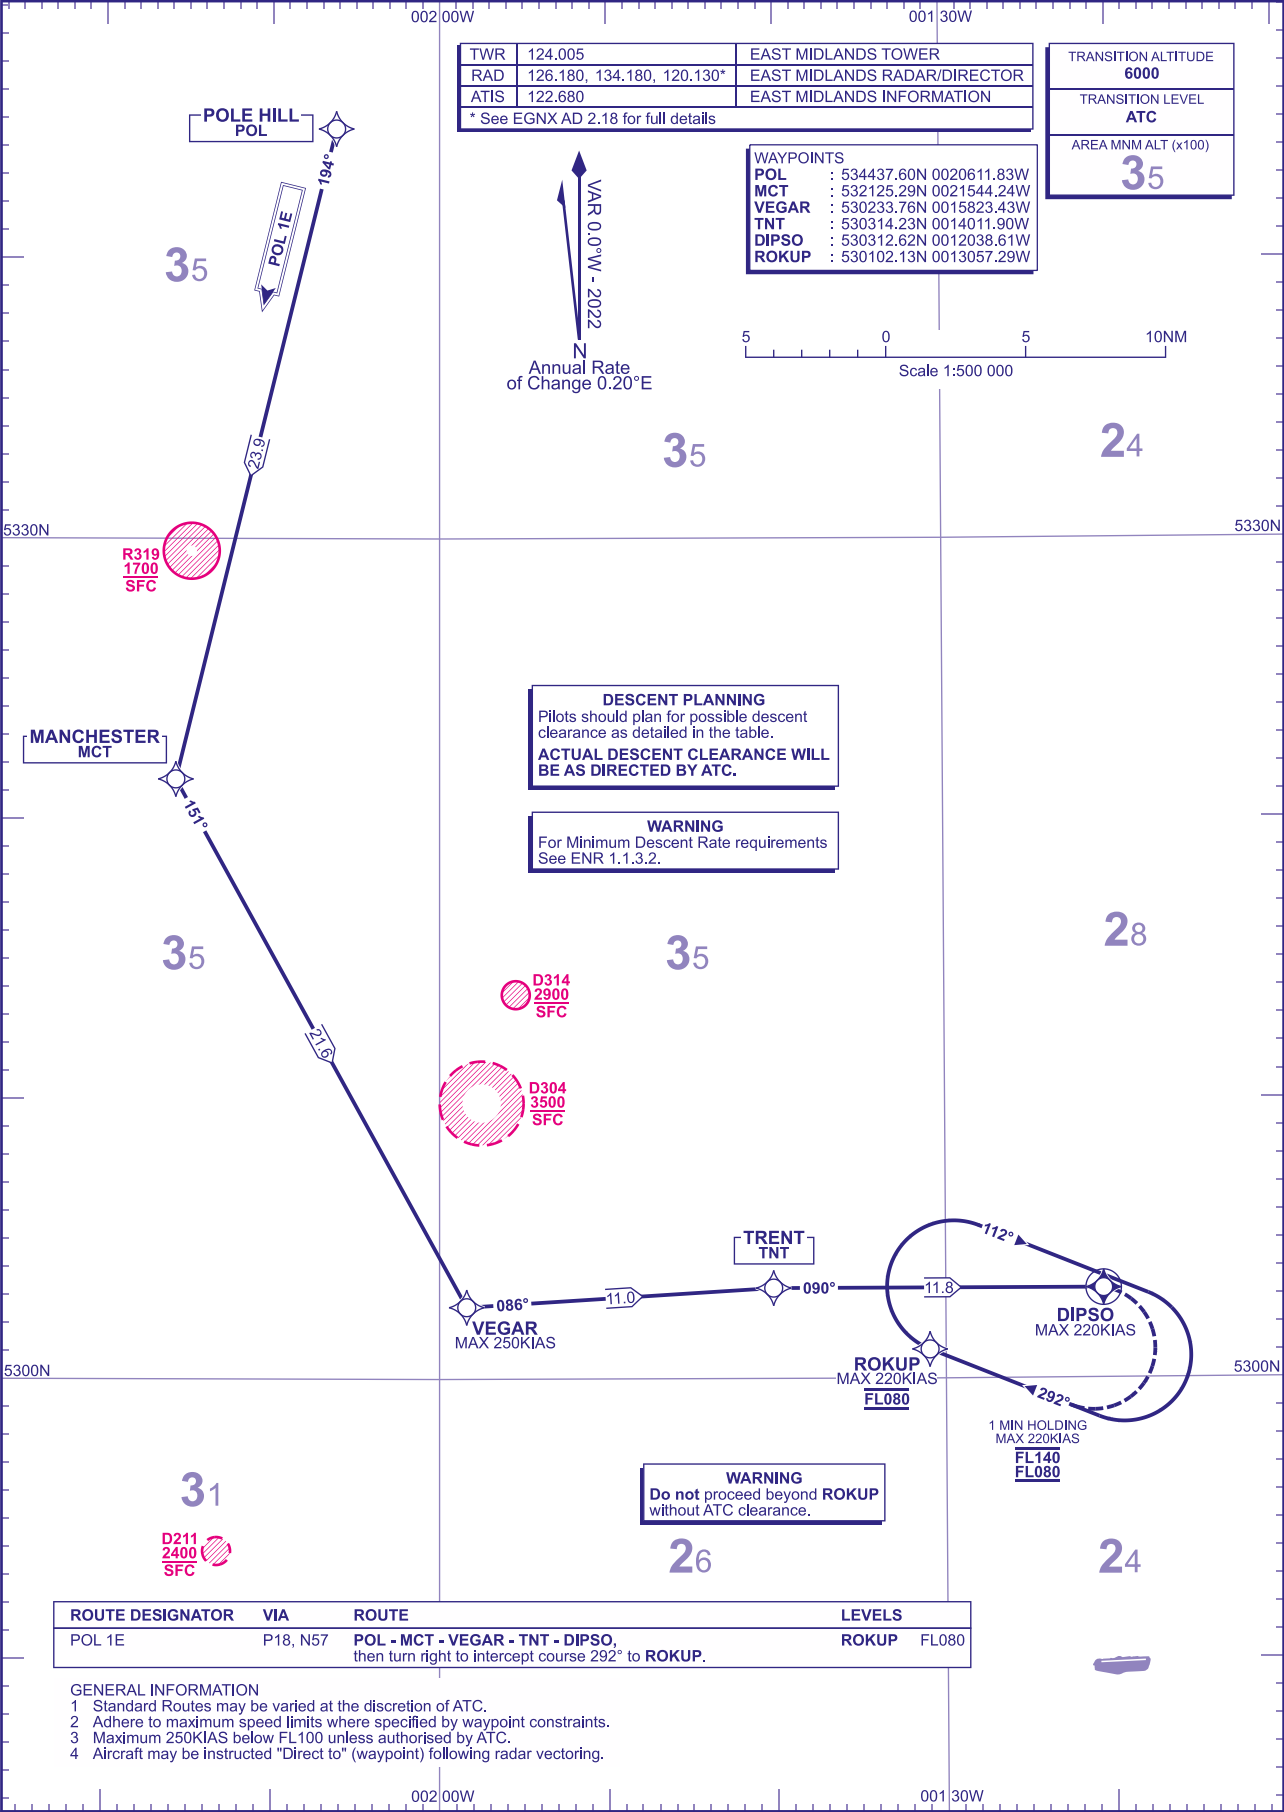 002 00W
001 30W
TWR 124.005 EAST MIDLANDS TOWER
RAD 126.180, 134.180, 120.130* EAST MIDLANDS RADAR/DIRECTOR
ATIS 122.680 EAST MIDLANDS INFORMATION
* See EGNX AD 2.18 for full details
TRANSITION ALTITUDE
6000
TRANSITION LEVEL
ATC
AREA MNM ALT (x100)
35
POLE HILL
POL
194°
POL 1E
35
VAR 0.0°W - 2022
N
Annual Rate
of Change 0.20°E
WAYPOINTS
POL : 534437.60N 0020611.83W
MCT : 532125.29N 0021544.24W
VEGAR : 530233.76N 0015823.43W
TNT : 530314.23N 0014011.90W
DIPSO : 530312.62N 0012038.61W
ROKUP : 530102.13N 0013057.29W
5 0 5 10NM
Scale 1:500 000
23.9
35
24
5330N
5330N
R319
1700
SFC
DESCENT PLANNING
Pilots should plan for possible descent
clearance as detailed in the table.
ACTUAL DESCENT CLEARANCE WILL
BE AS DIRECTED BY ATC.
MANCHESTER
MCT
151°
WARNING
For Minimum Descent Rate requirements
See ENR 1.1.3.2.
35
35
28
D314
2900
SFC
21.6
D304
3500
SFC
TRENT
TNT
112°
086°
11.0
090°
11.8
VEGAR
MAX 250KIAS
DIPSO
MAX 220KIAS
5300N
5300N
ROKUP
MAX 220KIAS
FL080
292°
1 MIN HOLDING
MAX 220KIAS
FL140
FL080
31
WARNING
Do not proceed beyond ROKUP
without ATC clearance.
D211
2400
SFC
26
24
ROUTE DESIGNATOR VIA ROUTE LEVELS
POL 1E P18, N57 POL - MCT - VEGAR - TNT - DIPSO, ROKUP FL080
then turn right to intercept course 292° to ROKUP.
GENERAL INFORMATION
1 Standard Routes may be varied at the discretion of ATC.
2 Adhere to maximum speed limits where specified by waypoint constraints.
3 Maximum 250KIAS below FL100 unless authorised by ATC.
4 Aircraft may be instructed "Direct to" (waypoint) following radar vectoring.
002 00W
001 30W